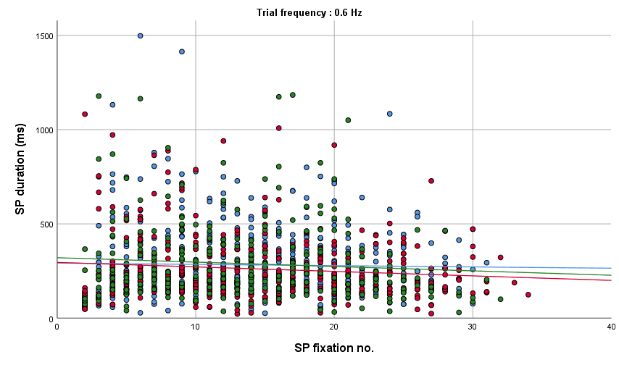 Trial frequency : 0.6 Hz
1500
1000
500
0
SP duration (ms)
0 10 20 30 40
SP fixation no.